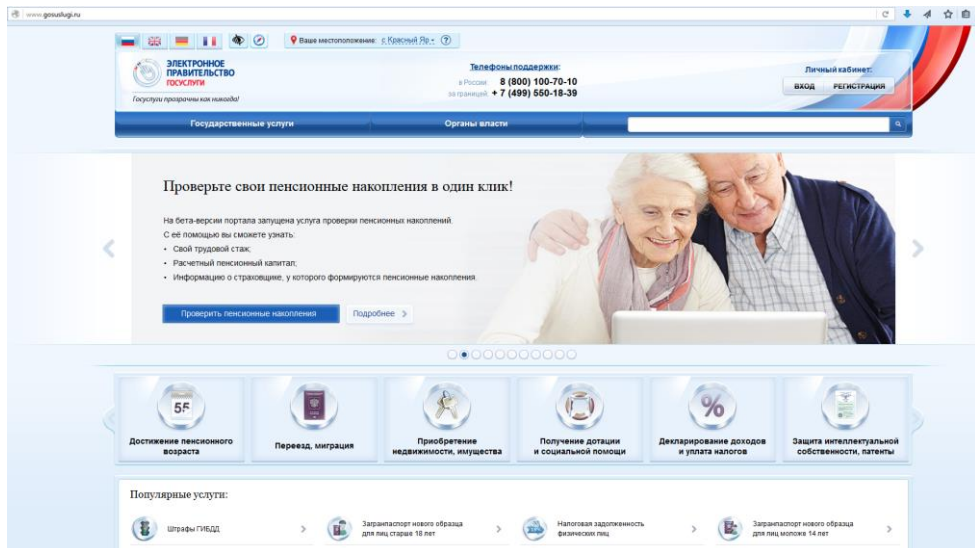 www.gosuslugi.ru
Ваше местоположение: с Красный Яр
ЭЛЕКТРОННОЕ
ПРАВИТЕЛЬСТВО
ГОСУСЛУГИ
Госуслуги прозрачны как никогда!
Телефоны поддержки:
в России: 8 (800) 100-70-10
за границей: + 7 (499) 550-18-39
Личный кабинет:
ВХОД РЕГИСТРАЦИЯ
Государственные услуги Органы власти
Проверьте свои пенсионные накопления в один клик!
На бета-версии портала запущена услуга проверки пенсионных накоплений.
С её помощью вы сможете узнать:
• Свой трудовой стаж;
• Расчетный пенсионный капитал;
• Информацию о страховщике, у которого формируются пенсионные накопления.
Проверить пенсионные накопления Подробнее >
55
%
Достижение пенсионного
возраста
Переезд, миграция
Приобретение
недвижимости, имущества
Получение дотации
и социальной помощи
Декларирование доходов
и уплата налогов
Защита интеллектуальной
собственности, патенты
Популярные услуги:
Штрафы ГИБДД
Загранпаспорт нового образца
для лиц старше 18 лет
Налоговая задолженность
физических лиц
Загранпаспорт нового образца
для лиц моложе 14 лет